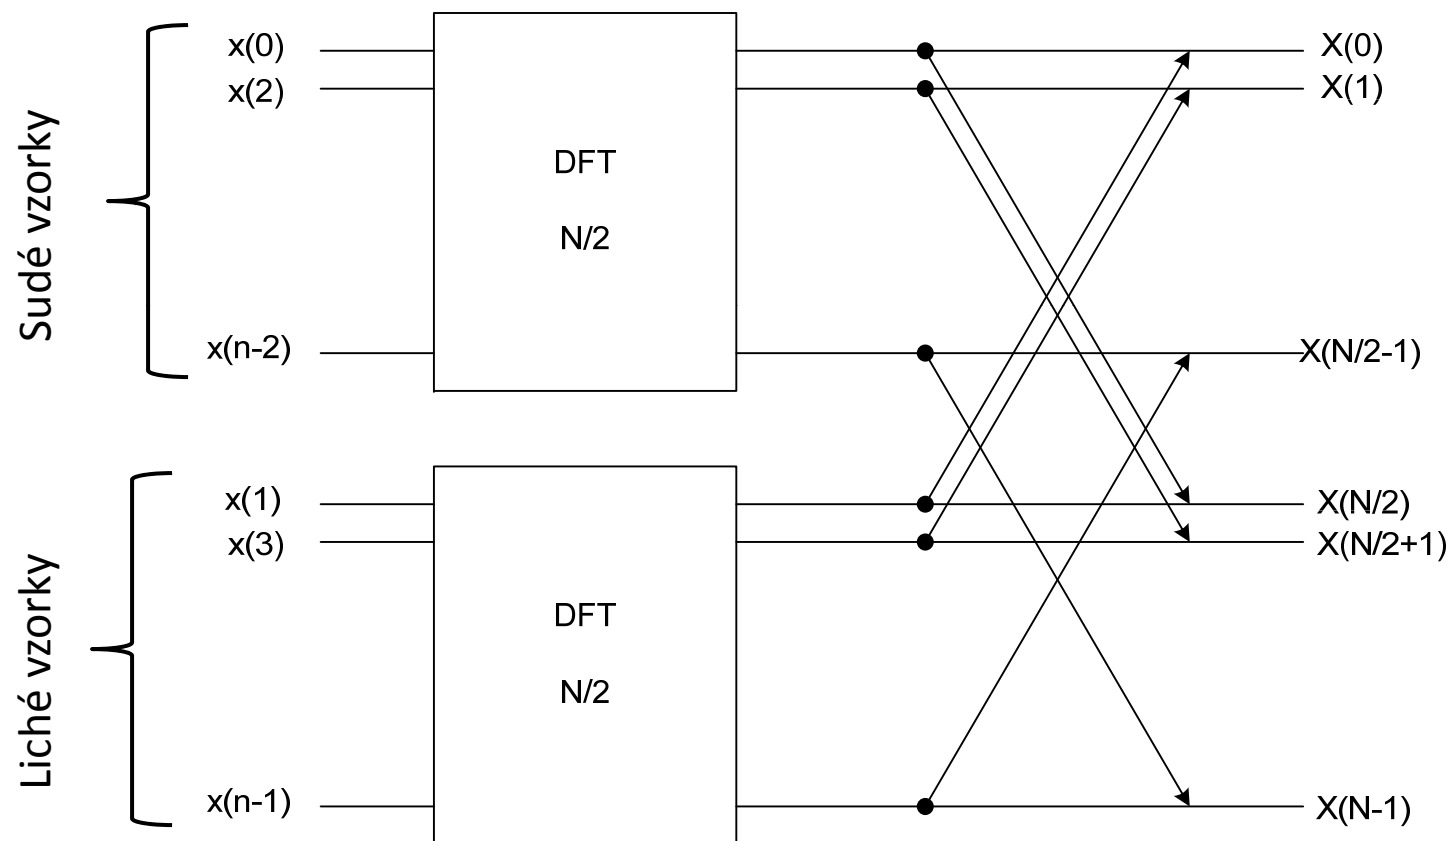 Sudé vzorky
x(0)
x(2)
x(n-2)
DFT
N/2
X(0)
X(1)
X(N/2-1)
Liché vzorky
x(1)
x(3)
x(n-1)
DFT
N/2
X(N/2)
X(N/2+1)
X(N-1)